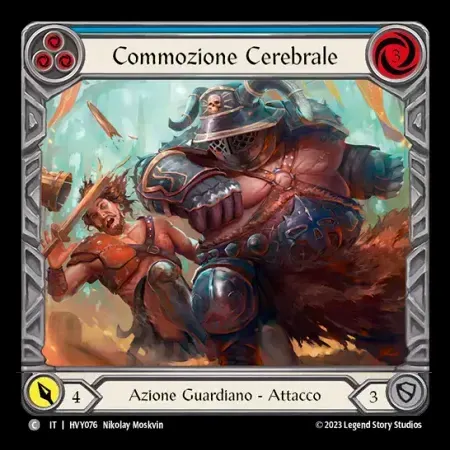 Commozione Cerebrale
3
4
Azione Guardiano - Attacco
3
C IT | HVY076 Nikolay Moskvin
© 2023 Legend Story Studios